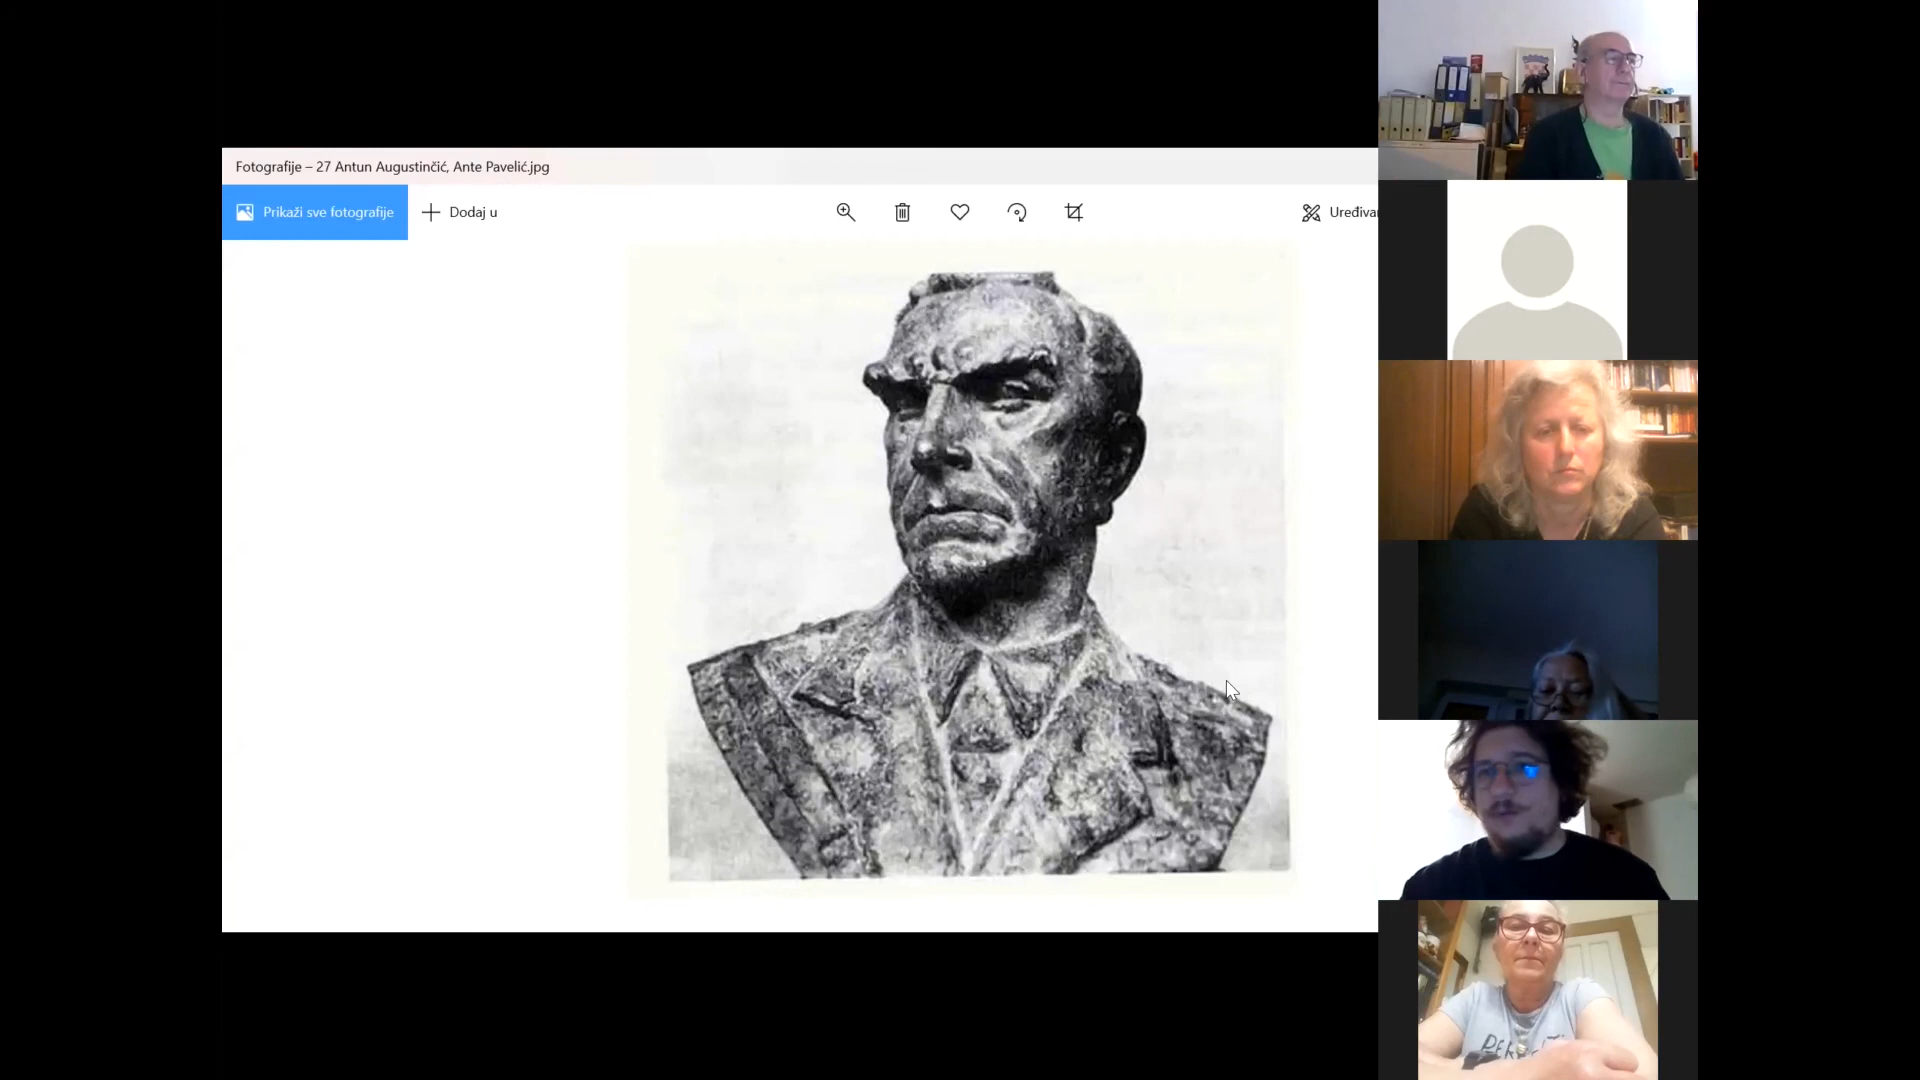 Fotografije – 27 Antun Augustinčić, Ante Pavelić.jpg
Prikaži sve fotografije
Dodaj u
Uređiva